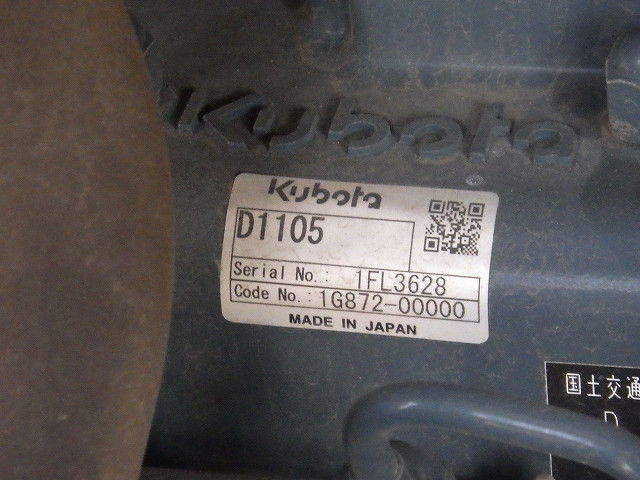 Kubota
Kubota
D1105
Serial No.: 1FL3628
Code No.: 1G872-00000
MADE IN JAPAN
国土交通